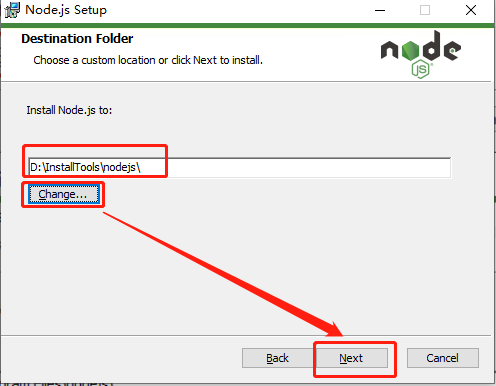 Node.js Setup
Destination Folder
Choose a custom location or click Next to install.
node
JS
Install Node.js to:
D:\InstallTools\nodejs\
Change...
Back
Next
Cancel